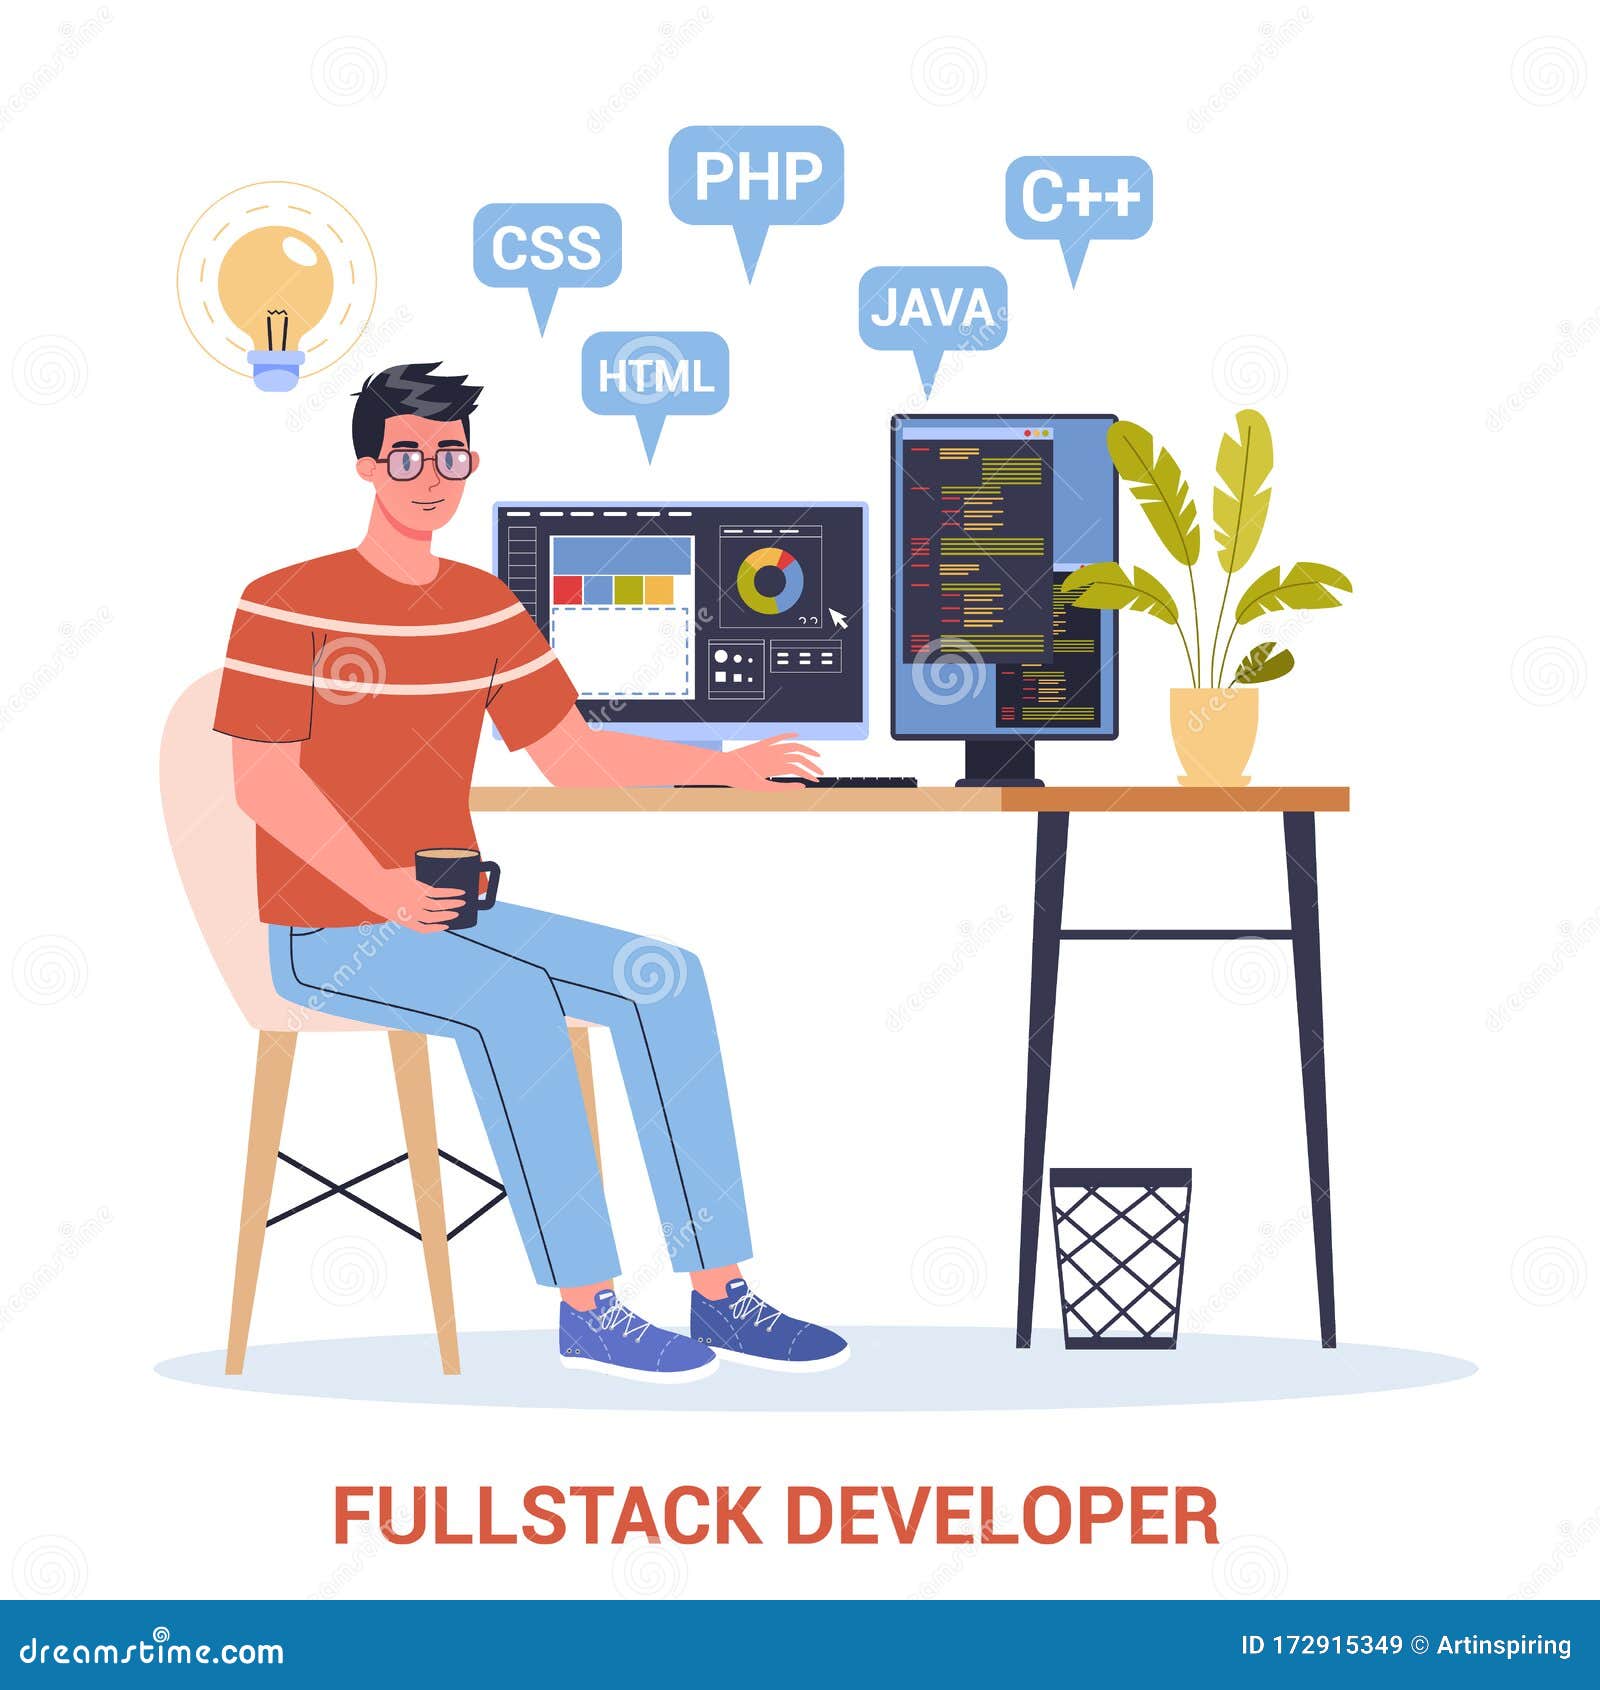 PHP
C++
CSS
JAVA
HTML
FULLSTACK DEVELOPER
dreamstime.com
ID 172915349 © Artinspiring